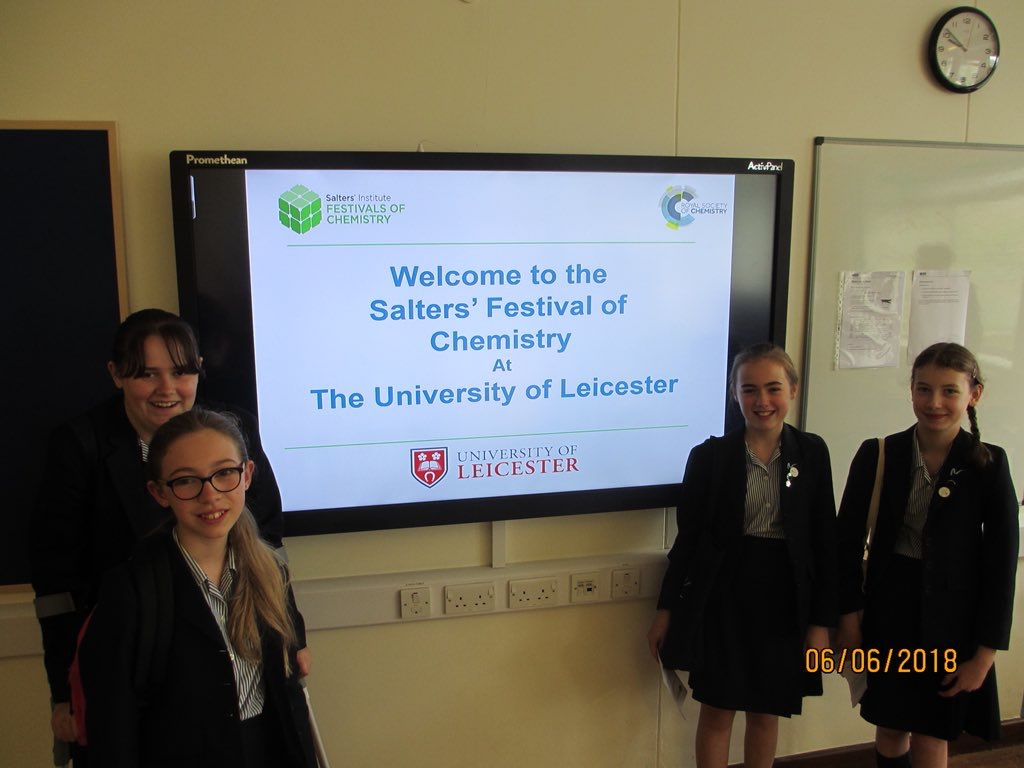 Promethean
ActivPanel
Salters' Institute
FESTIVALS OF
CHEMISTRY
ROYAL SOCIETY
OF CHEMISTRY
Welcome to the
Salters’ Festival of
Chemistry
At
The University of Leicester
UNIVERSITY OF
LEICESTER
06/06/2018